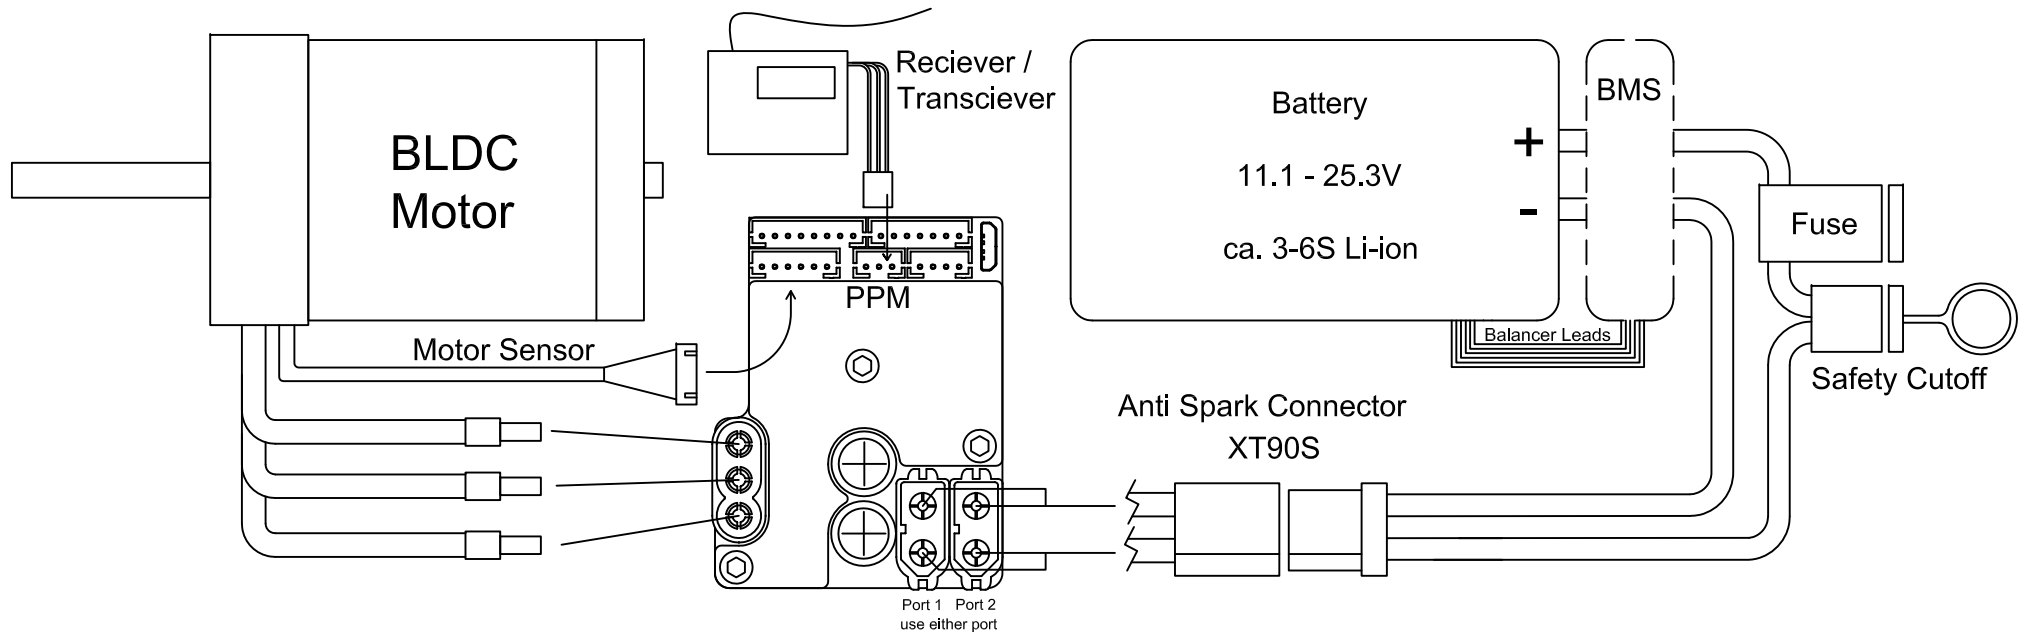 BLDC
Motor
Reciever /
Transciever
Battery
11.1 - 25.3V
ca. 3-6S Li-ion
+
-
BMS
Fuse
Balancer Leads
Safety Cutoff
PPM
Motor Sensor
Anti Spark Connector
XT90S
Port 1 Port 2
use either port